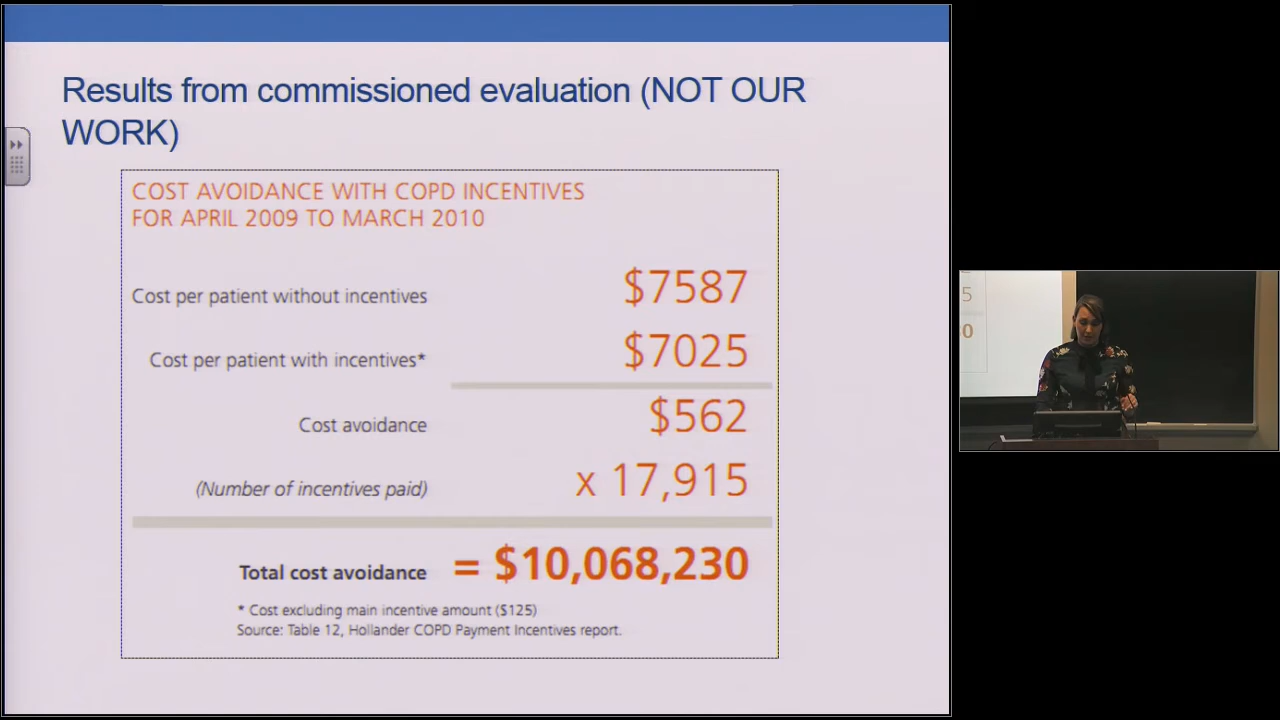 Results from commissioned evaluation (NOT OUR
WORK)
COST AVOIDANCE WITH COPD INCENTIVES
FOR APRIL 2009 TO MARCH 2010
Cost per patient without incentives $7587
Cost per patient with incentives* $7025
Cost avoidance $562
(Number of incentives paid) x 17,915
Total cost avoidance = $10,068,230
* Cost excluding main incentive amount ($125)
Source: Table 12, Hollander COPD Payment Incentives report.
5
0